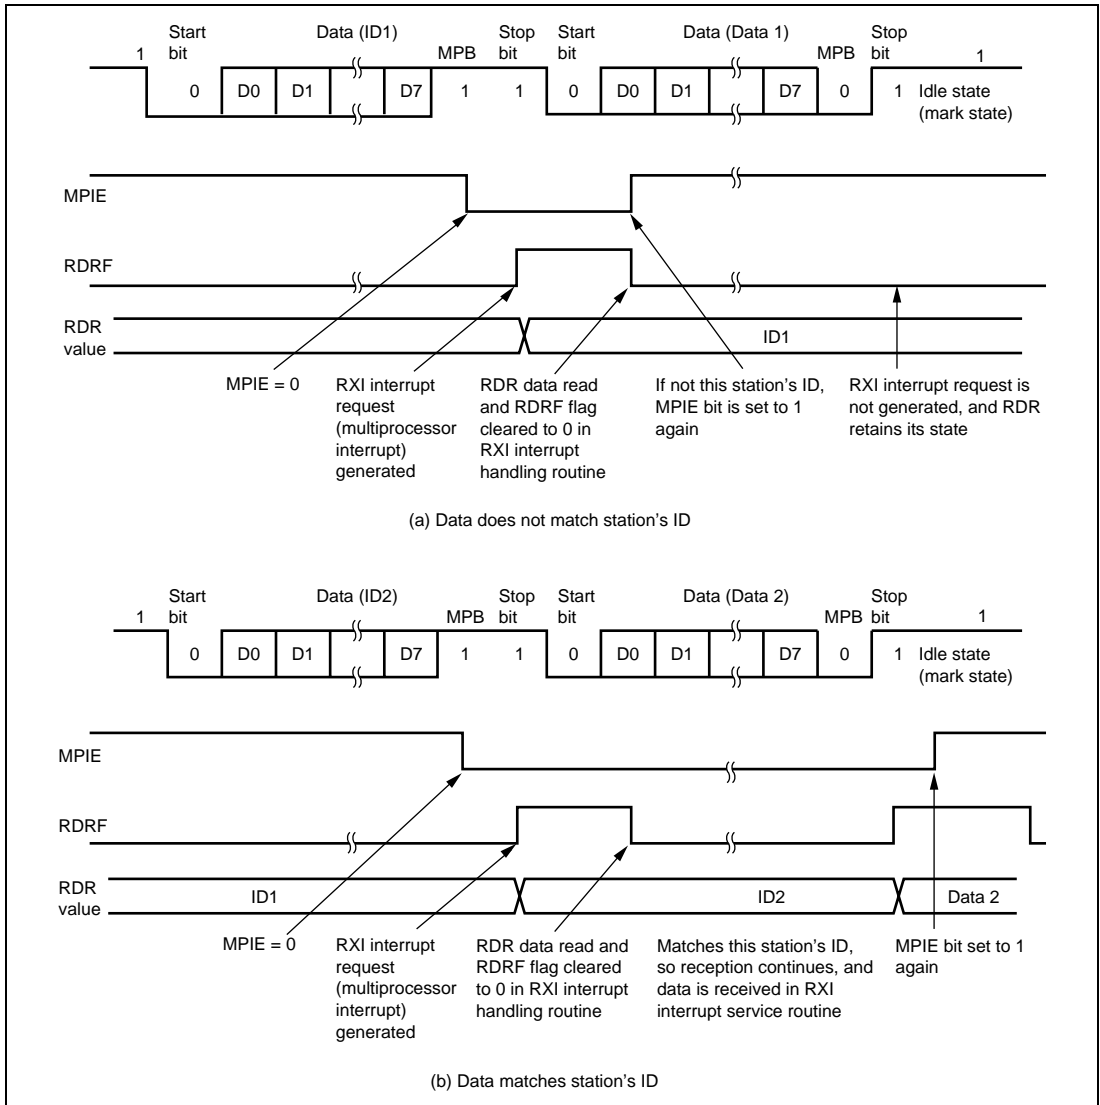 Start Data (ID1) Stop Start Data (Data 1) Stop
1 bit MPB bit bit MPB bit 1
0 D0 D1 D7 1 1 0 D0 D1 D7 0 1 Idle state
(mark state)
MPIE
RDRF
RDR
value
ID1
MPIE = 0
RXI interrupt
request
(multiprocessor
interrupt)
generated
RDR data read
and RDRF flag
cleared to 0 in
RXI interrupt
handling routine
If not this station's ID,
MPIE bit is set to 1
again
RXI interrupt request is
not generated, and RDR
retains its state
(a) Data does not match station's ID
Start Data (ID2) Stop Start Data (Data 2) Stop
1 bit MPB bit bit MPB bit 1
0 D0 D1 D7 1 1 0 D0 D1 D7 0 1 Idle state
(mark state)
MPIE
RDRF
RDR
value
ID1 ID2 Data 2
MPIE = 0
RXI interrupt
request
(multiprocessor
interrupt)
generated
RDR data read and
RDRF flag cleared
to 0 in RXI interrupt
handling routine
Matches this station's ID,
so reception continues, and
data is received in RXI
interrupt service routine
MPIE bit set to 1
again
(b) Data matches station's ID